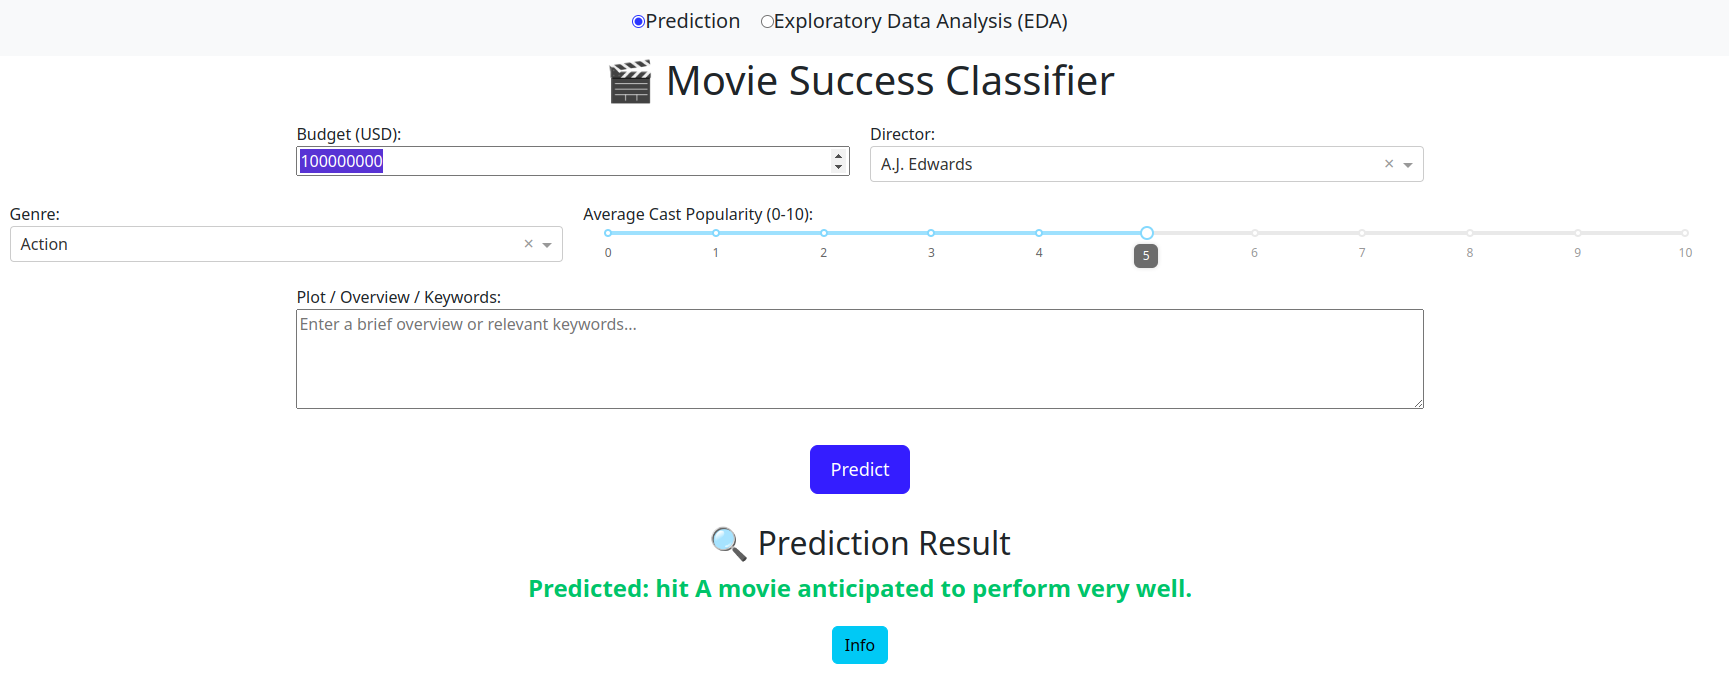 Prediction Exploratory Data Analysis (EDA)
Movie Success Classifier
Budget (USD): Director:
100000000 A.J. Edwards
Genre: Average Cast Popularity (0-10):
Action
0 1 2 3 4 5 6 7 8 9 10
Plot / Overview / Keywords:
Enter a brief overview or relevant keywords...
Predict
Prediction Result
Predicted: hit A movie anticipated to perform very well.
Info